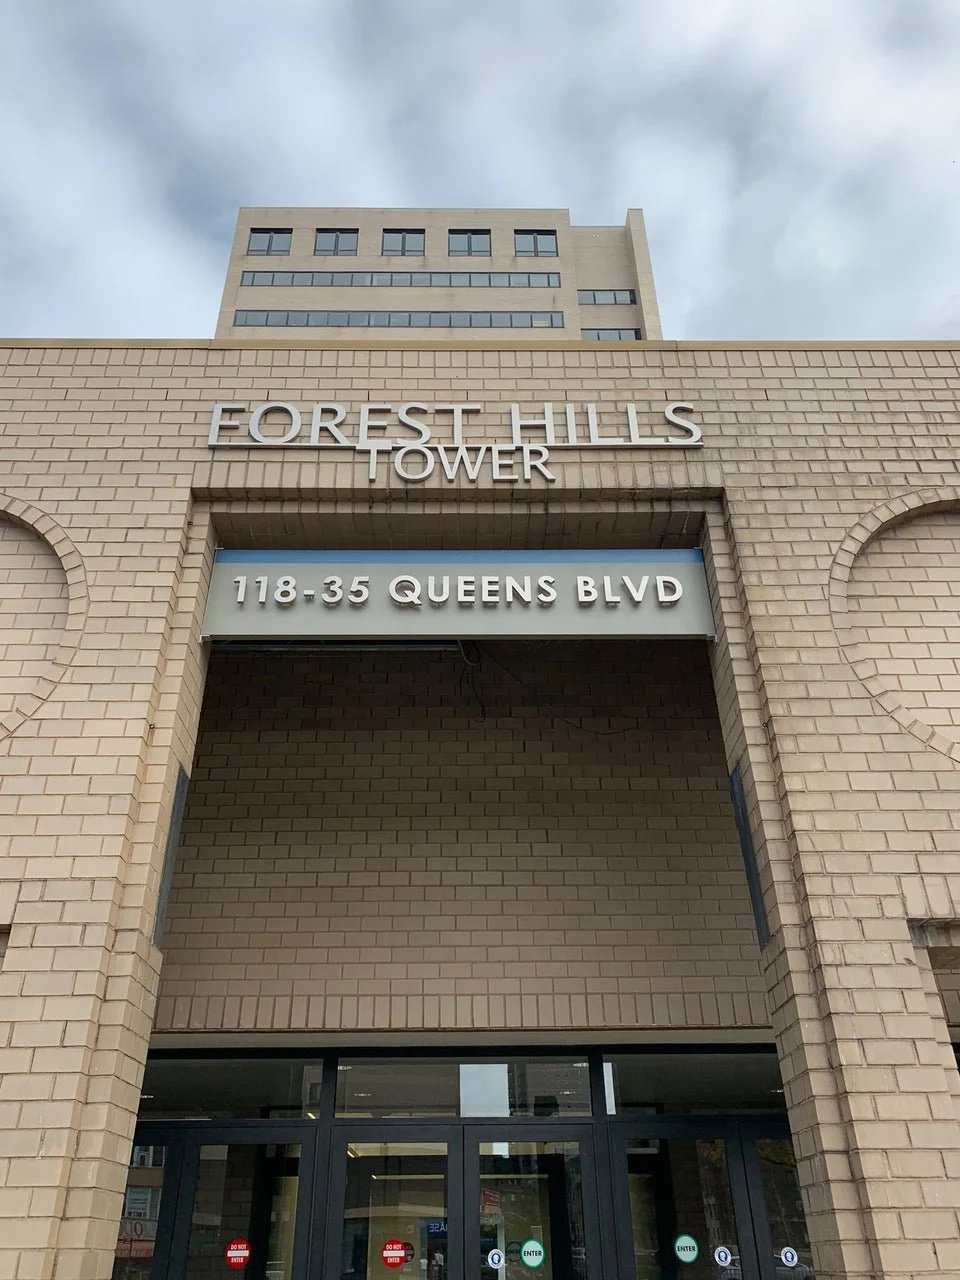 FOREST HILLS
TOWER
118-35 QUEENS BLVD
DO NOT
ENTER
DO NOT
ENTER
ENTER
ENTER